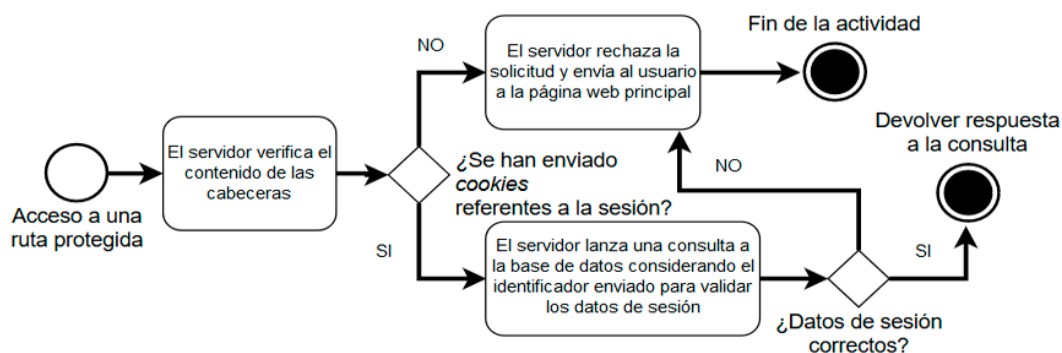 Acceso a una
ruta protegida
El servidor verifica el
contenido de las
cabeceras
¿Se han enviado
cookies
referentes a la sesión?
NO
El servidor rechaza la
solicitud y envía al usuario
a la página web principal
Fin de la actividad
SI
El servidor lanza una consulta a
la base de datos considerando el
identificador enviado para validar
los datos de sesión
¿Datos de sesión
correctos?
NO
SI
Devolver respuesta
a la consulta